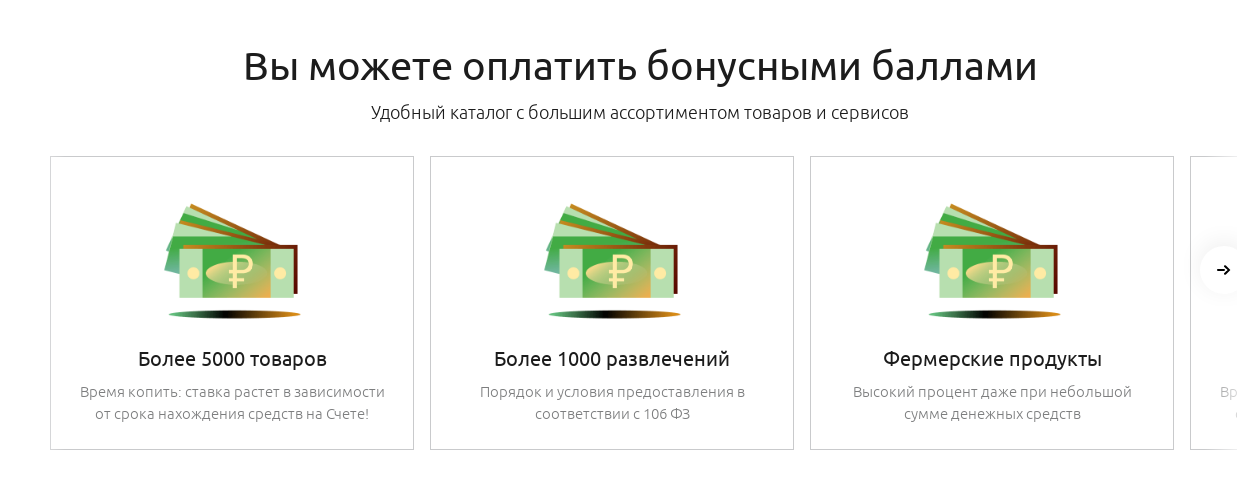 Вы можете оплатить бонусными баллами
Удобный каталог с большим ассортиментом товаров и сервисов
Более 5000 товаров
Время копить: ставка растет в зависимости
от срока нахождения средств на Счете!
Более 1000 развлечений
Порядок и условия предоставления в
соответствии с 106 ФЗ
Фермерские продукты
Высокий процент даже при небольшой
сумме денежных средств